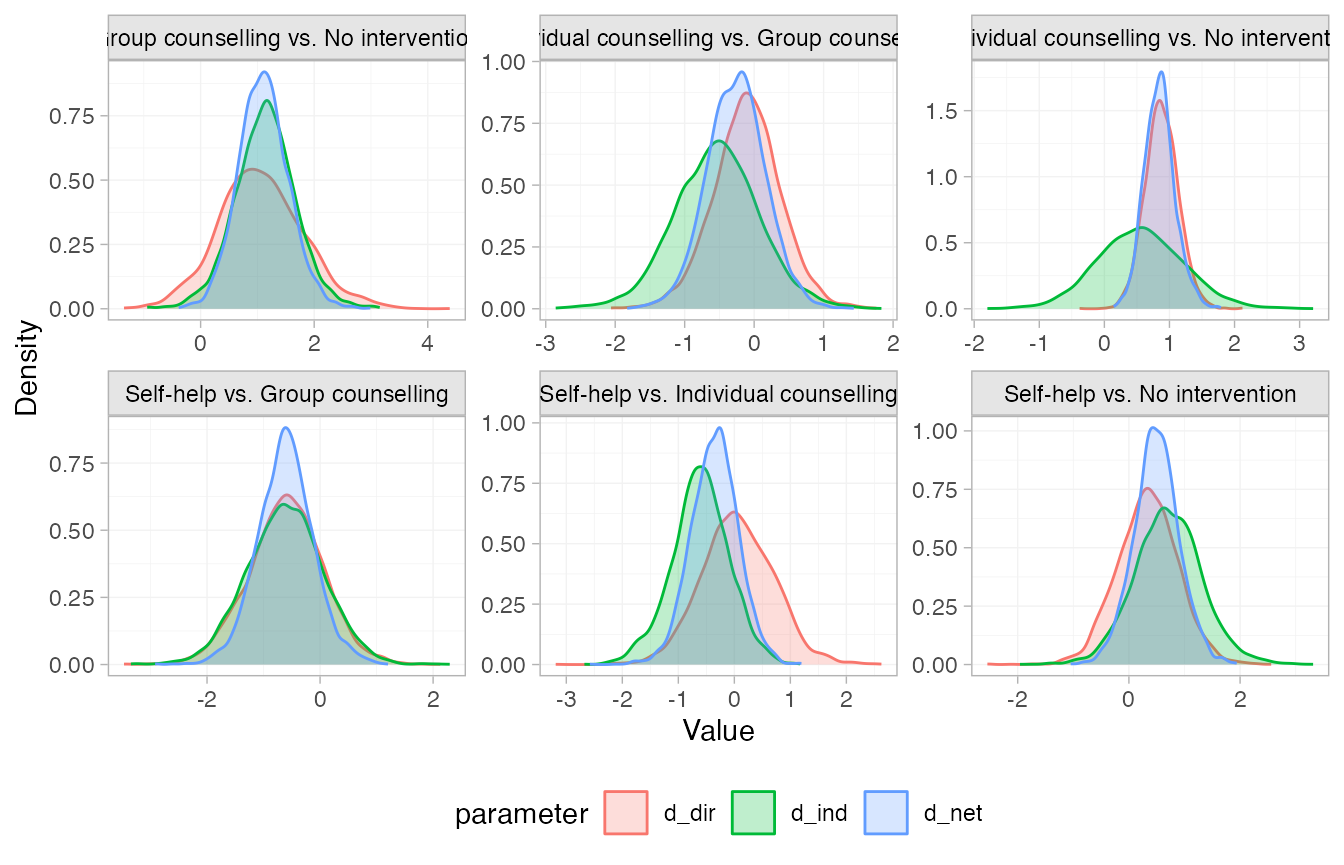 Group counselling vs. No intervention
vidual counselling vs. Group counse
ividual counselling vs. No intervent
0.75
0.50
0.25
0.00
0 2 4
1.00
0.75
0.50
0.25
0.00
-3 -2 -1 0 1 2
1.5
1.0
0.5
0.0
-2 -1 0 1 2 3
Density
Self-help vs. Group counselling
Self-help vs. Individual counselling
Self-help vs. No intervention
0.75
0.50
0.25
0.00
-2 0 2
1.00
0.75
0.50
0.25
0.00
-3 -2 -1 0 1 2
1.00
0.75
0.50
0.25
0.00
-2 0 2
Value
parameter d_dir d_ind d_net